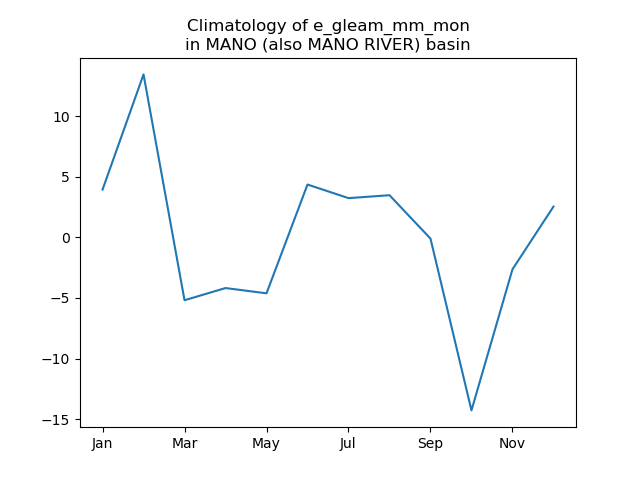 Climatology of e_gleam_mm_mon
in MANO (also MANO RIVER) basin
10
5
0
−5
−10
−15
Jan Mar May Jul Sep Nov